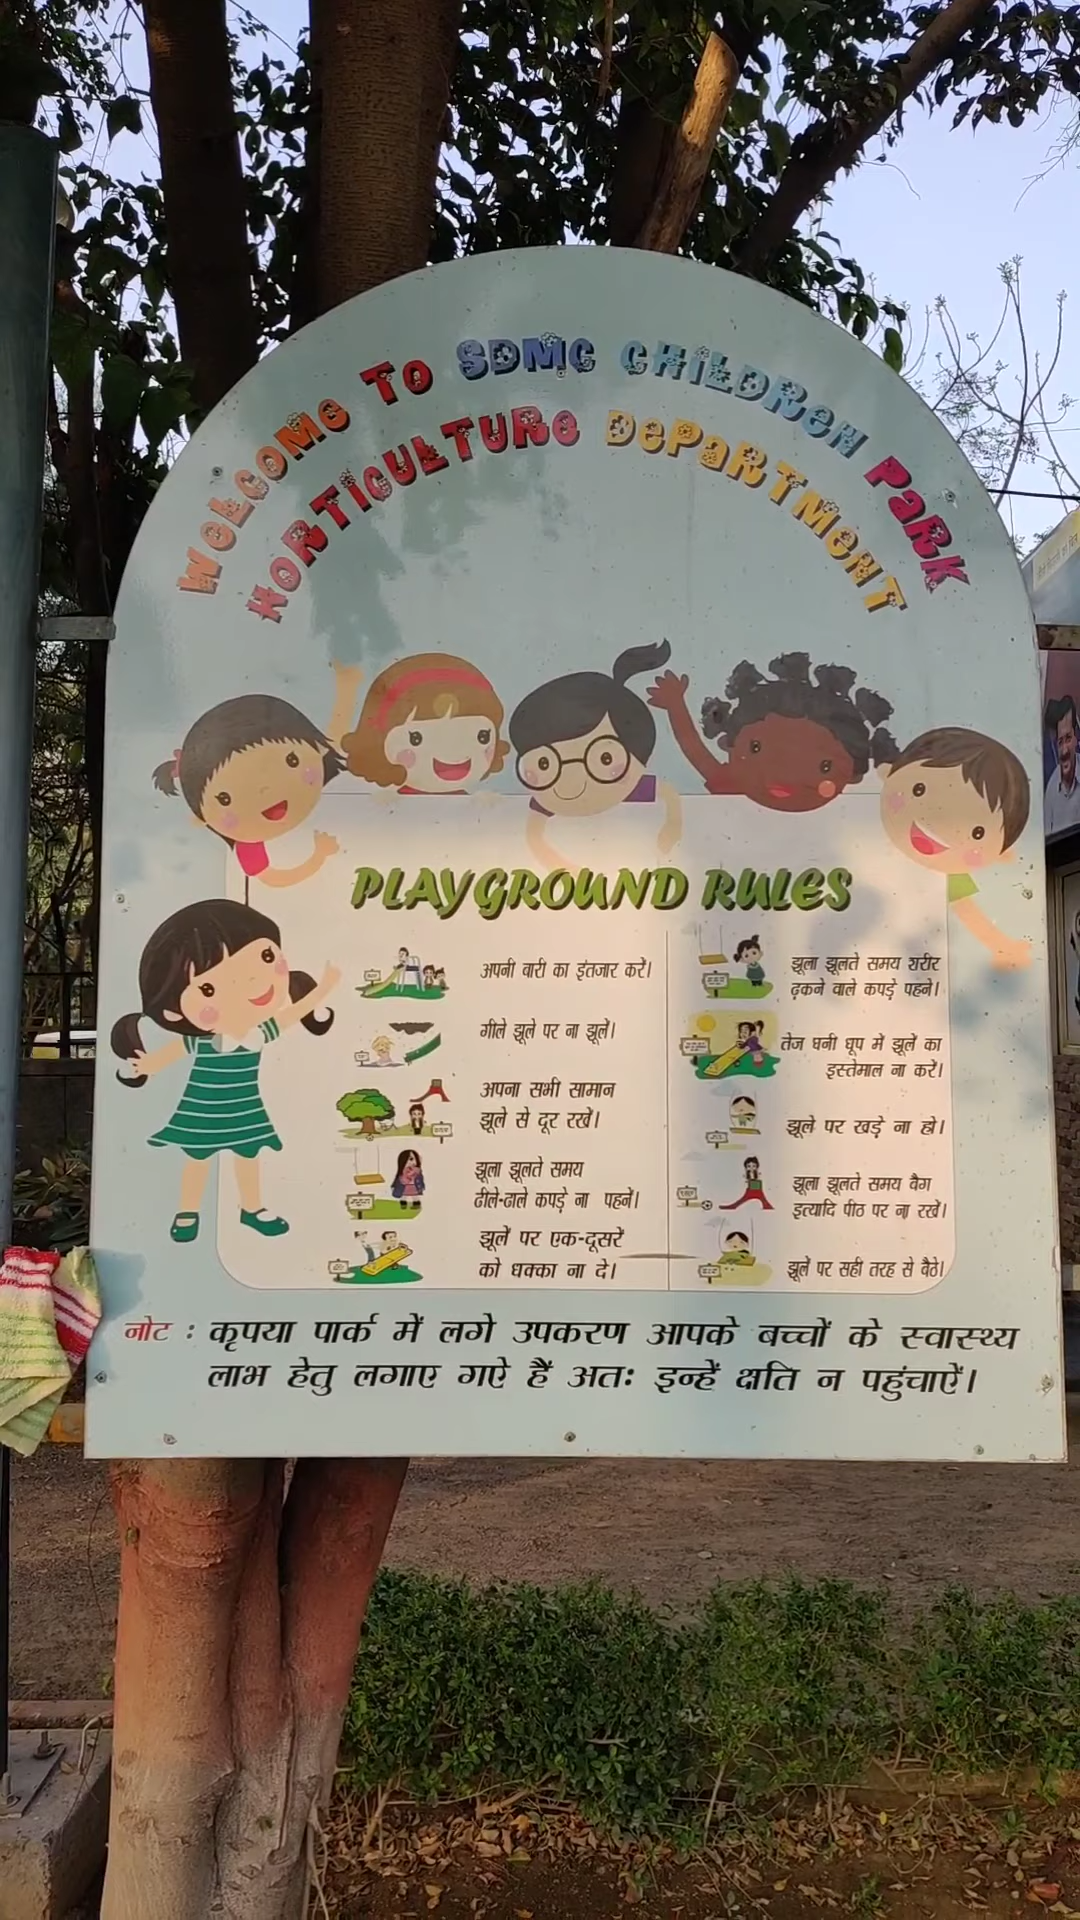 WELCOME TO SDMC CHILDREN PARK
HORTICULTURE DEPARTMENT
PLAYGROUND RULES
अपनी बारी का इंतजार करें।
गीले झूले पर ना झूलें।
अपना सभी सामान
झूले से दूर रखें।
झूला झूलते समय
ढीले-ढाले कपड़े ना पहनें।
झूलें पर एक-दूसरें
को धक्का ना दे।
झूला झूलते समय शरीर
ढ़कने वाले कपड़े पहने।
तेज घनी धूप में झूलें का
इस्तेमाल ना करें।
झूले पर खड़े ना हो।
झूला झूलते समय बैग
इत्यादि पीठ पर ना रखें।
झूलें पर सही तरह से बैठे।
नोट : कृपया पार्क में लगे उपकरण आपके बच्चों के स्वास्थ्य
लाभ हेतु लगाए गऐ हैं अतः इन्हें क्षति न पहुंचाऐं।